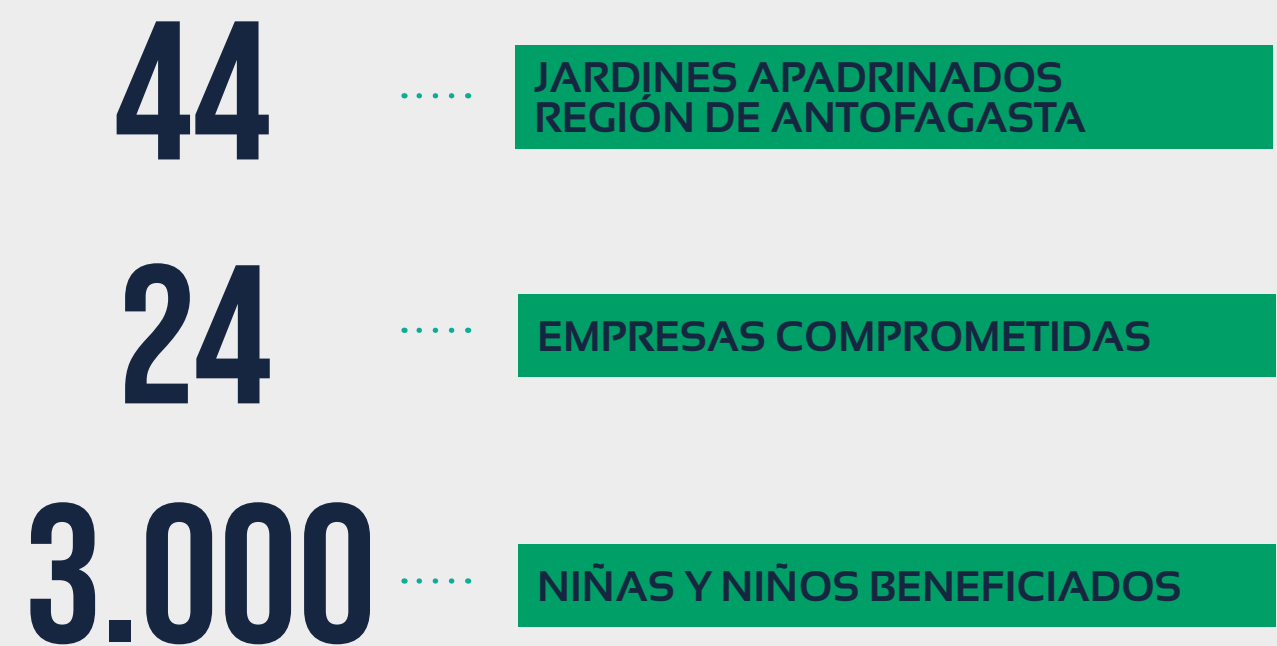 44
JARDINES APADRINADOS
REGIÓN DE ANTOFAGASTA
24
EMPRESAS COMPROMETIDAS
3.000
NIÑAS Y NIÑOS BENEFICIADOS